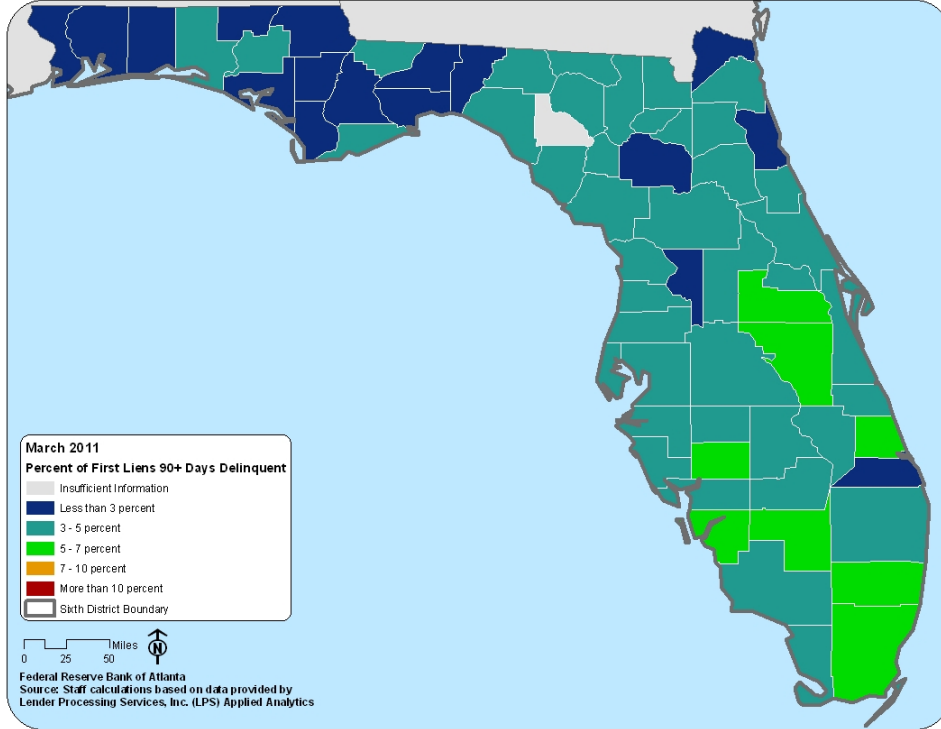 March 2011
Percent of First Liens 90+ Days Delinquent
Insufficient Information
Less than 3 percent
3 - 5 percent
5 - 7 percent
7 - 10 percent
More than 10 percent
Sixth District Boundary
Miles
0 25 50
N
Federal Reserve Bank of Atlanta
Source: Staff calculations based on data provided by
Lender Processing Services, Inc. (LPS) Applied Analytics